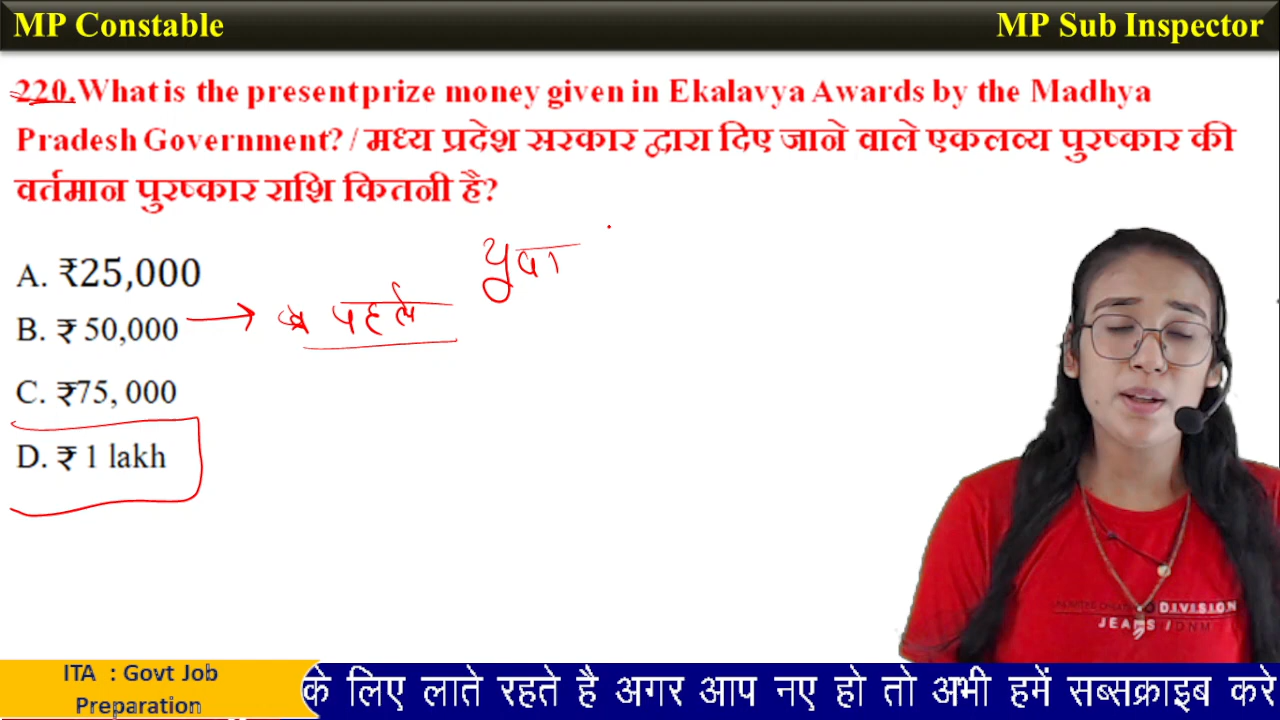 MP Constable
MP Sub Inspector
220.What is the present prize money given in Ekalavya Awards by the Madhya
Pradesh Government? / मध्य प्रदेश सरकार द्वारा दिए जाने वाले एकलव्य पुरष्कार की
वर्तमान पुरष्कार राशि कितनी है?
युवा
A. ₹25,000
पहले
B. ₹ 50,000
C. ₹75, 000
D. ₹ 1 lakh
D.I.V.I.S.I.O.N
JEANS / DNM
ITA : Govt Job
Preparation
के लिए लाते रहते है अगर आप नए हो तो अभी हमें सब्सक्राइब करे